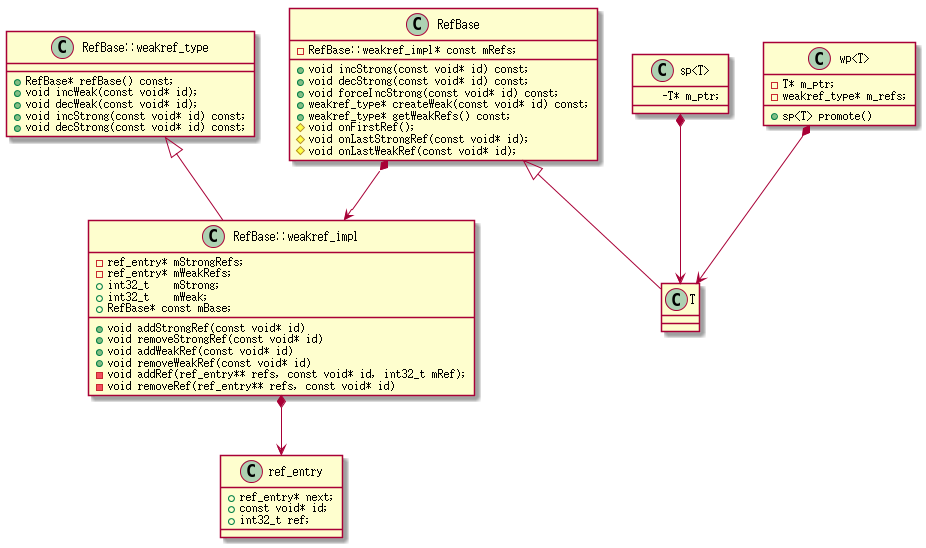 C RefBase::weakref_type
RefBase* refBase() const;
void incWeak(const void* id);
void decWeak(const void* id);
void incStrong(const void* id) const;
void decStrong(const void* id) const;
C RefBase
RefBase::weakref_impl* const mRefs;
void incStrong(const void* id) const;
void decStrong(const void* id) const;
void forceIncStrong(const void* id) const;
weakref_type* createWeak(const void* id) const;
weakref_type* getWeakRefs() const;
void onFirstRef();
void onLastStrongRef(const void* id);
void onLastWeakRef(const void* id);
C sp<T>
-T* m_ptr;
C wp<T>
T* m_ptr;
weakref_type* m_refs;
sp<T> promote()
C RefBase::weakref_impl
ref_entry* mStrongRefs;
ref_entry* mWeakRefs;
int32_t mStrong;
int32_t mWeak;
RefBase* const mBase;
void addStrongRef(const void* id)
void removeStrongRef(const void* id)
void addWeakRef(const void* id)
void removeWeakRef(const void* id)
void addRef(ref_entry** refs, const void* id, int32_t mRef);
void removeRef(ref_entry** refs, const void* id)
C T
C ref_entry
ref_entry* next;
const void* id;
int32_t ref;